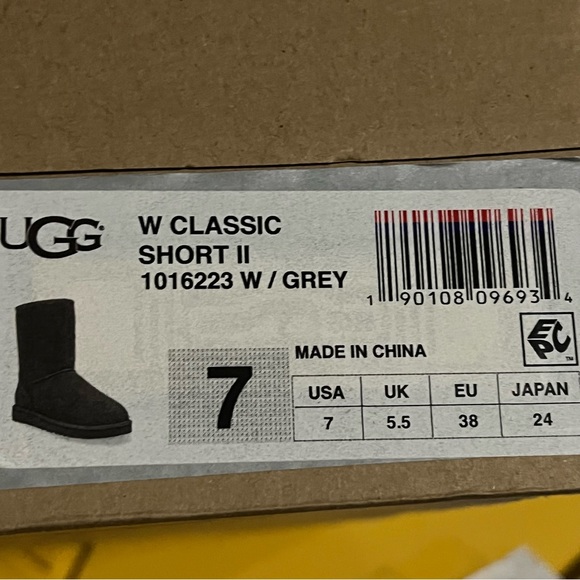 UGG
W CLASSIC
SHORT II
1016223 W / GREY
1 90108 09693 4
EPC™
MADE IN CHINA
7
USA UK EU JAPAN
7 5.5 38 24